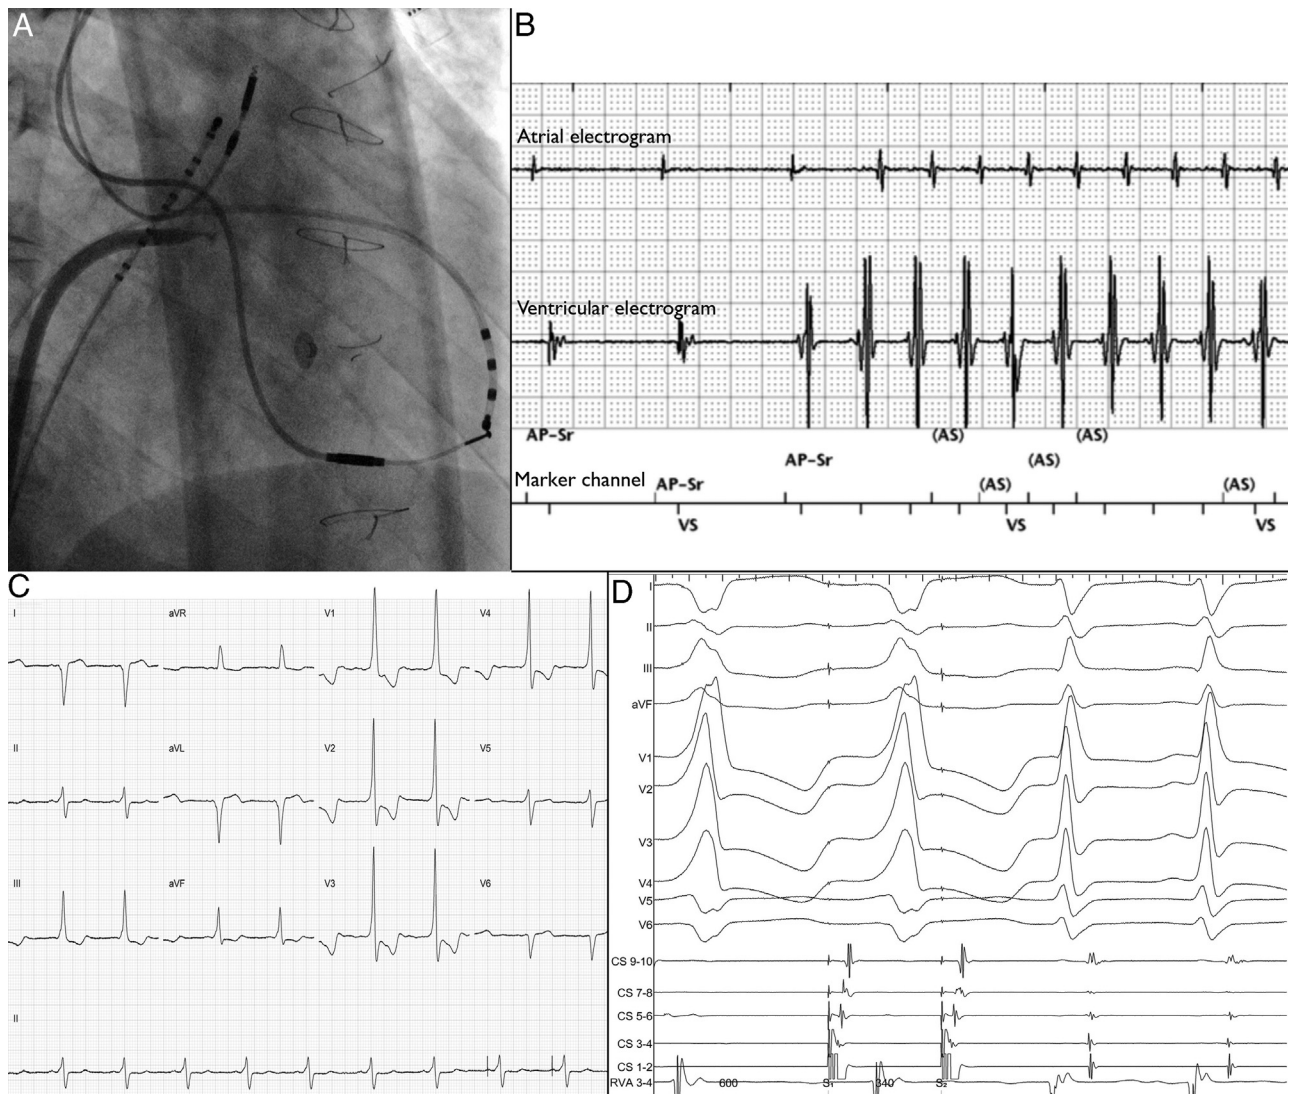 A
B
Atrial electrogram
Ventricular electrogram
AP-Sr (AS) (AS)
AP-Sr (AS)
Marker channel AP-Sr (AS) (AS)
VS VS VS
C
I aVR V1 V4
II aVL V2 V5
III aVF V3 V6
II
D
I
II
III
aVF
V1
V2
V3
V4
V5
V6
CS 9-10
CS 7-8
CS 5-6
CS 3-4
CS 1-2
RVA 3-4 600 S₁ 340 S₂